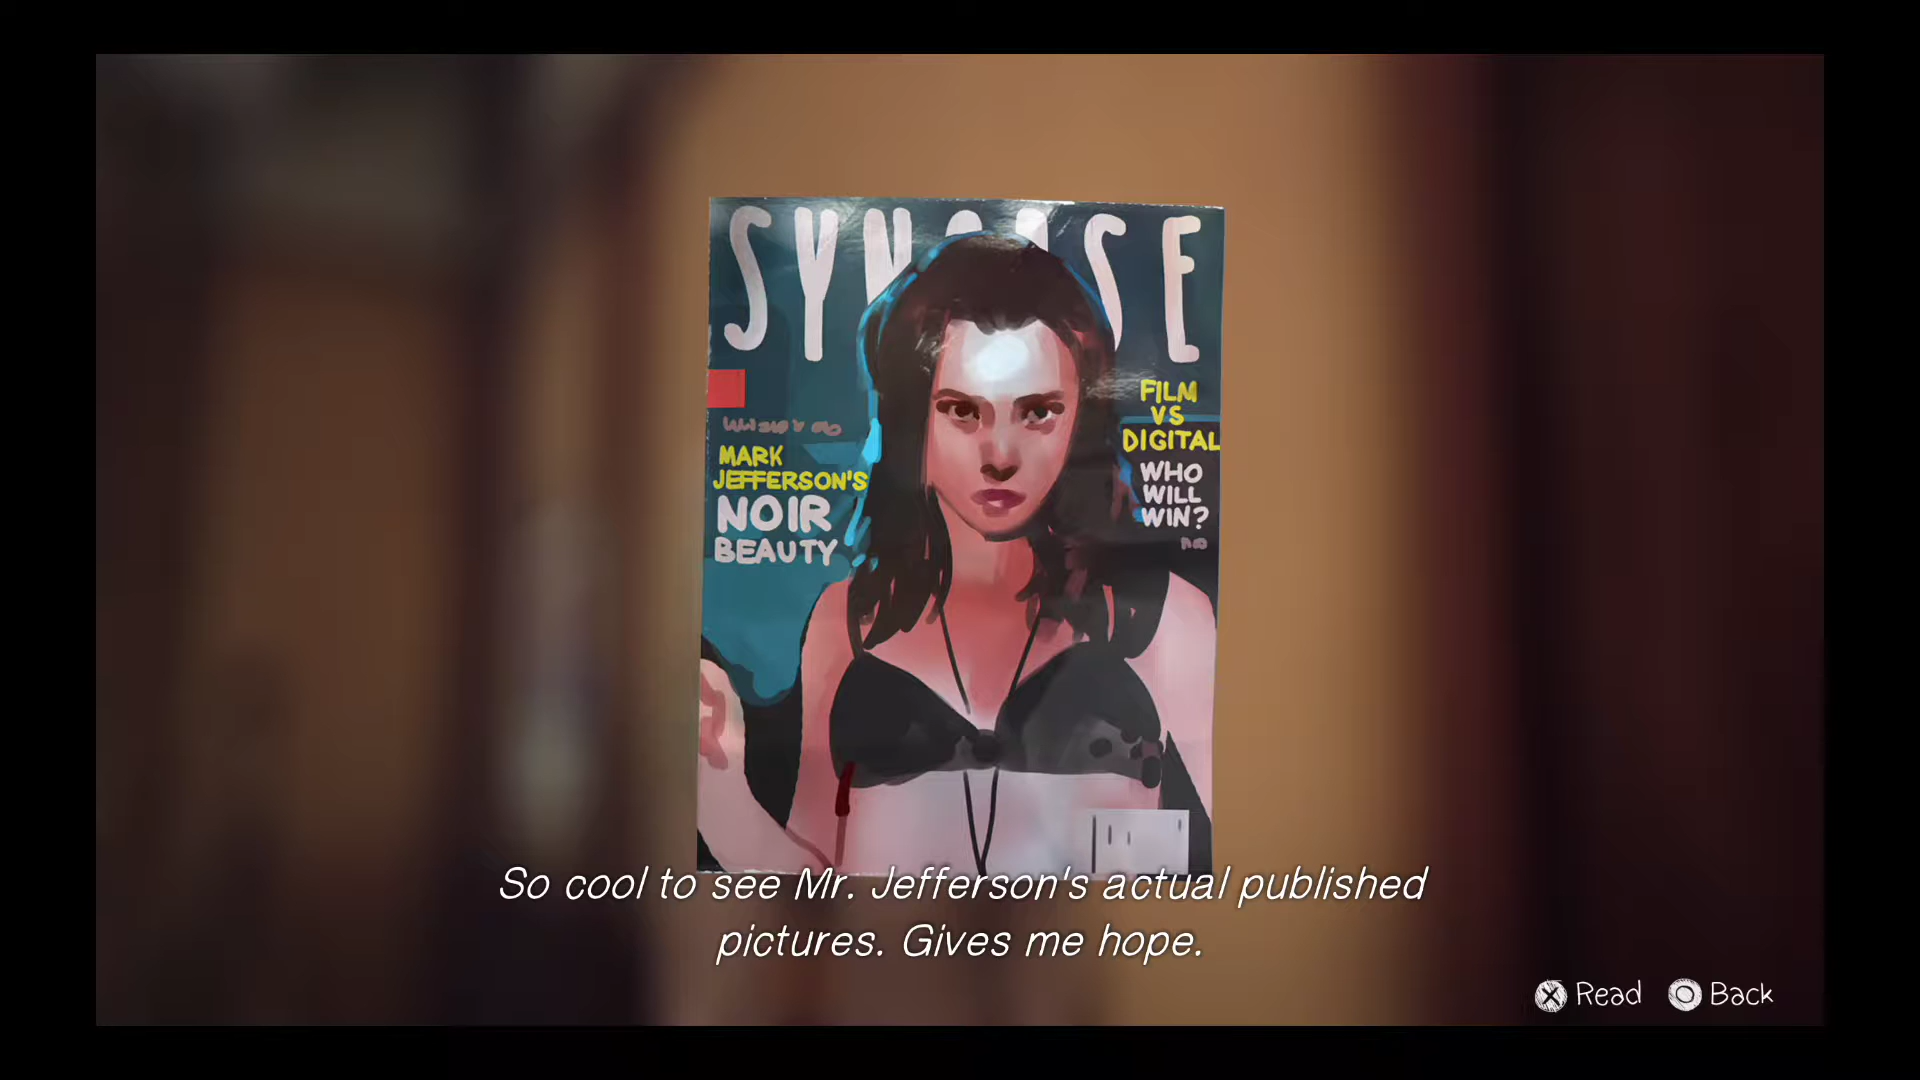 MARK
JEFFERSON'S
NOIR
BEAUTY
FILM
VS
DIGITAL
WHO
WILL
WIN?
So cool to see Mr. Jefferson's actual published
pictures. Gives me hope.
Read
Back